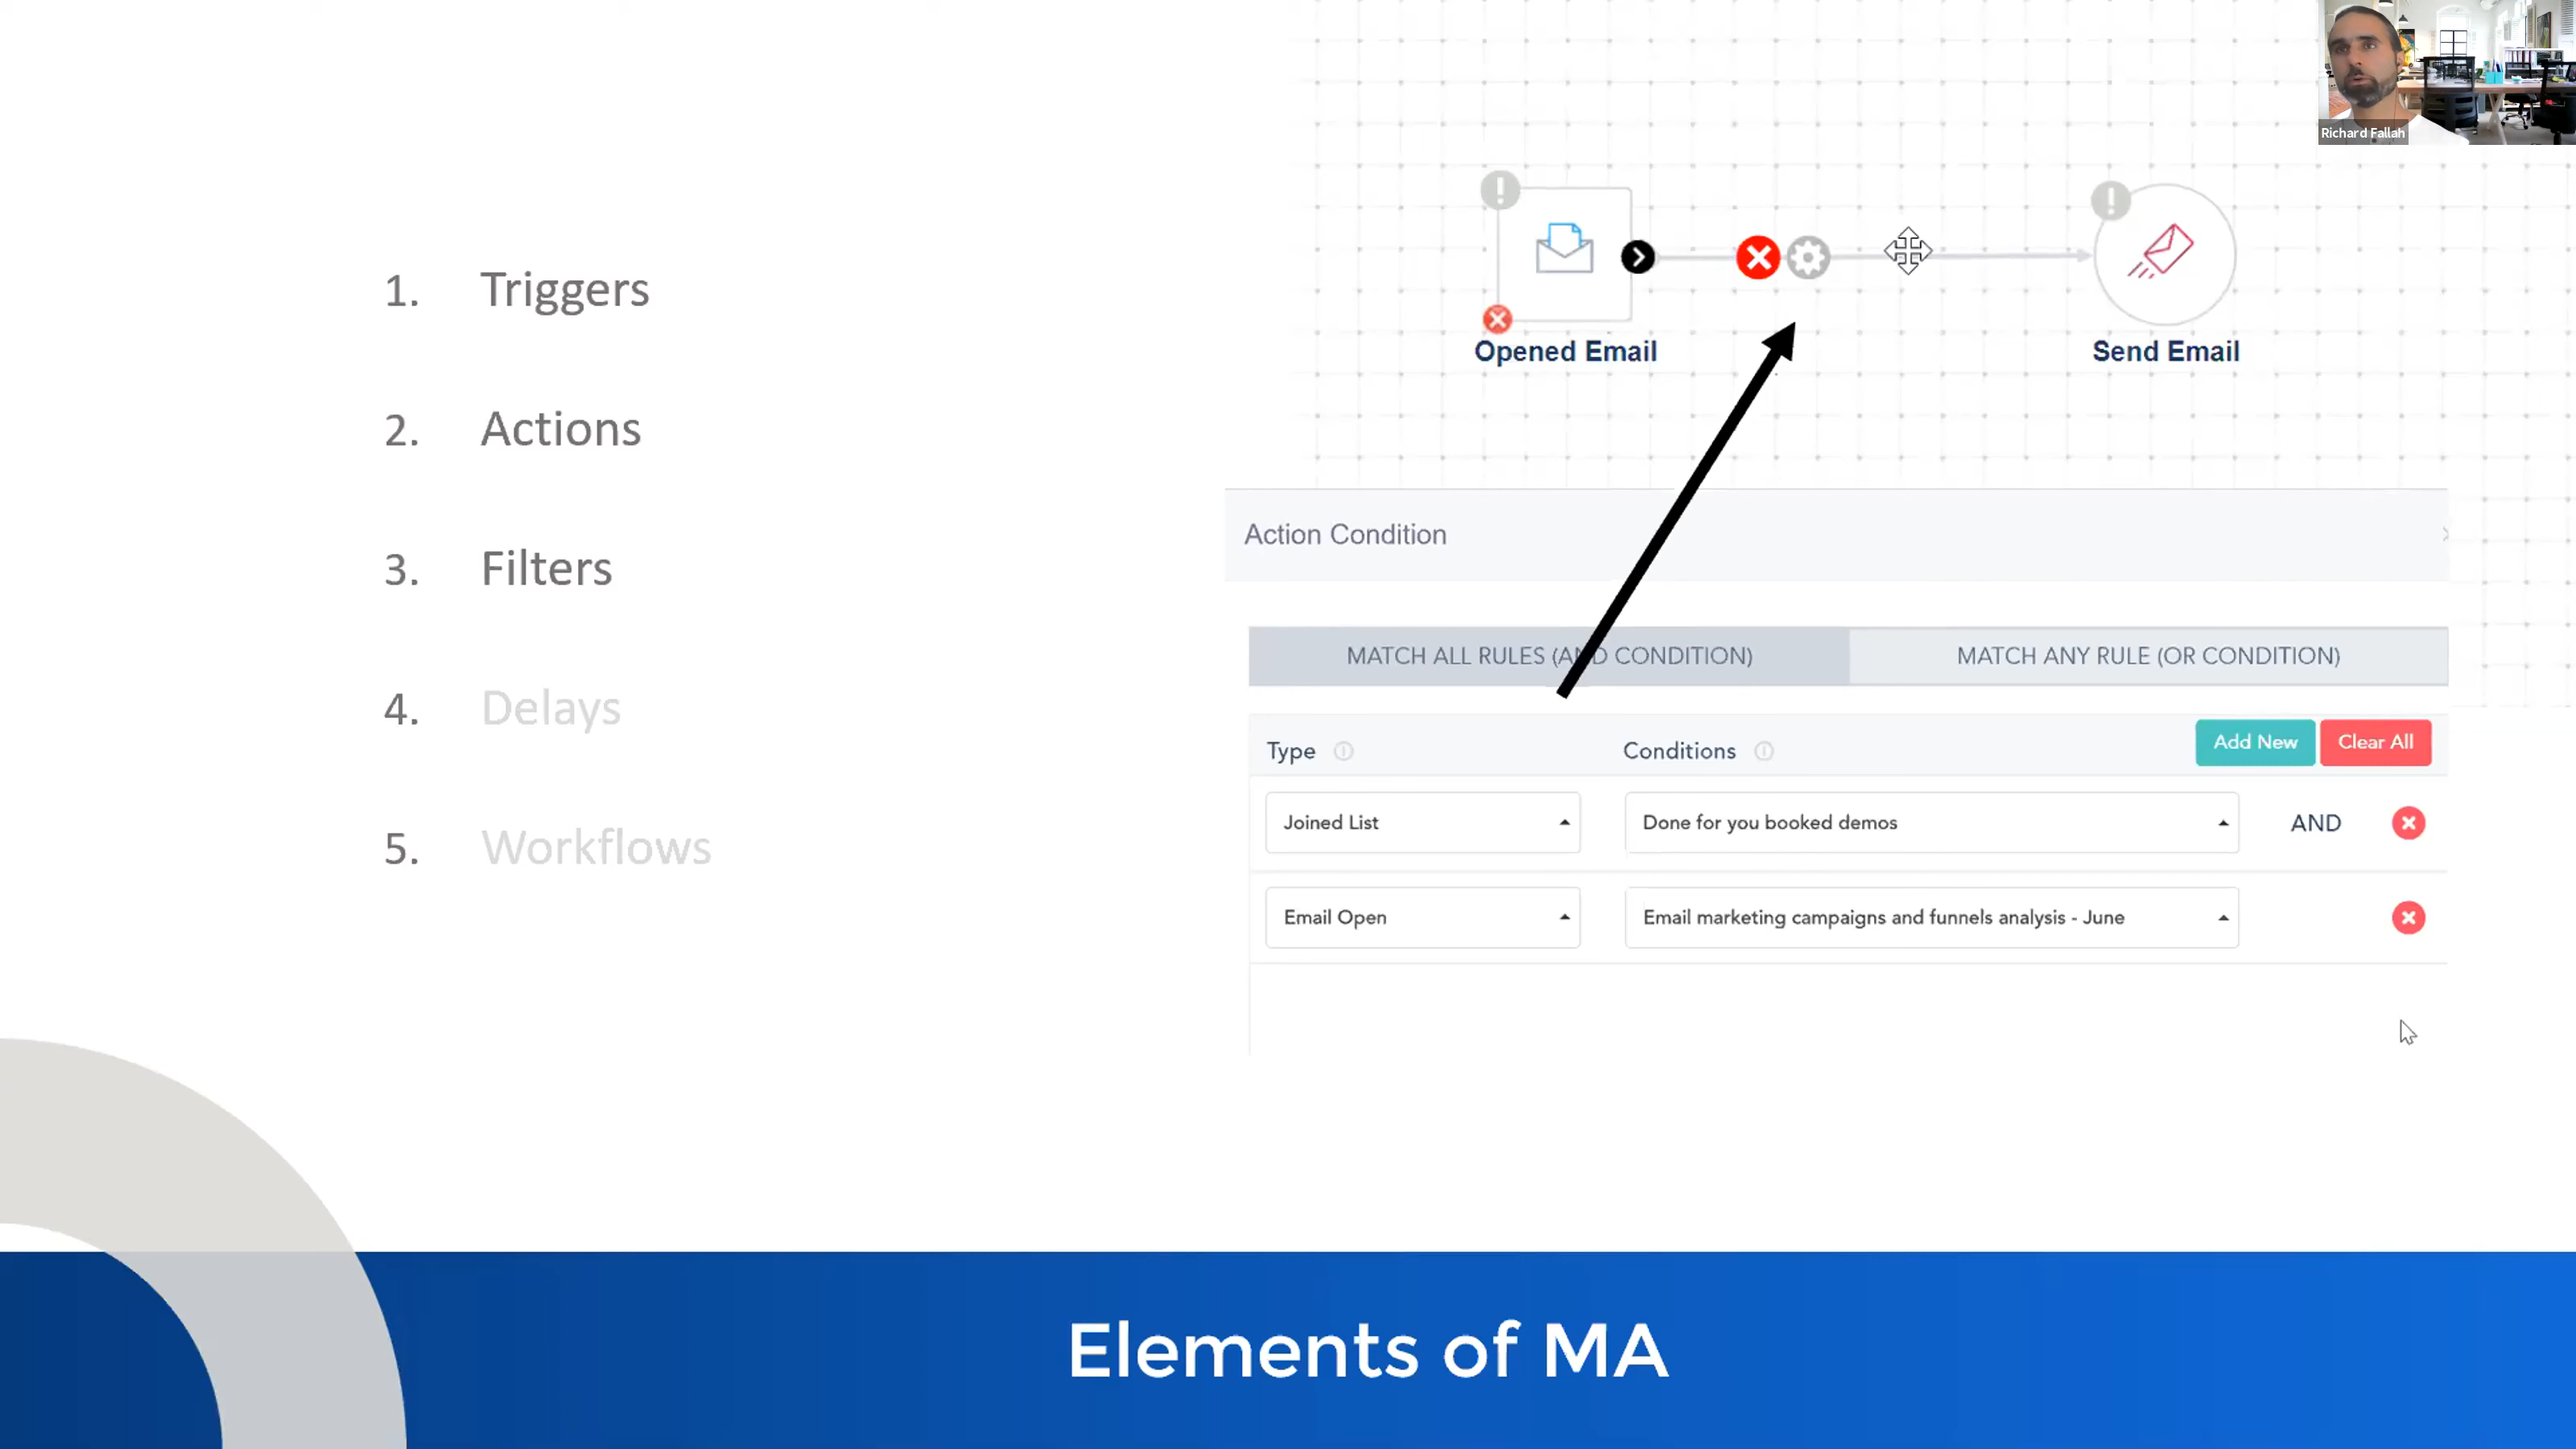 Richard Fallah
1. Triggers
2. Actions
3. Filters
4. Delays
5. Workflows
Opened Email
Send Email
Action Condition
MATCH ALL RULES (AND CONDITION) MATCH ANY RULE (OR CONDITION)
Type Conditions Add New Clear All
Joined List Done for you booked demos AND
Email Open Email marketing campaigns and funnels analysis - June
Elements of MA